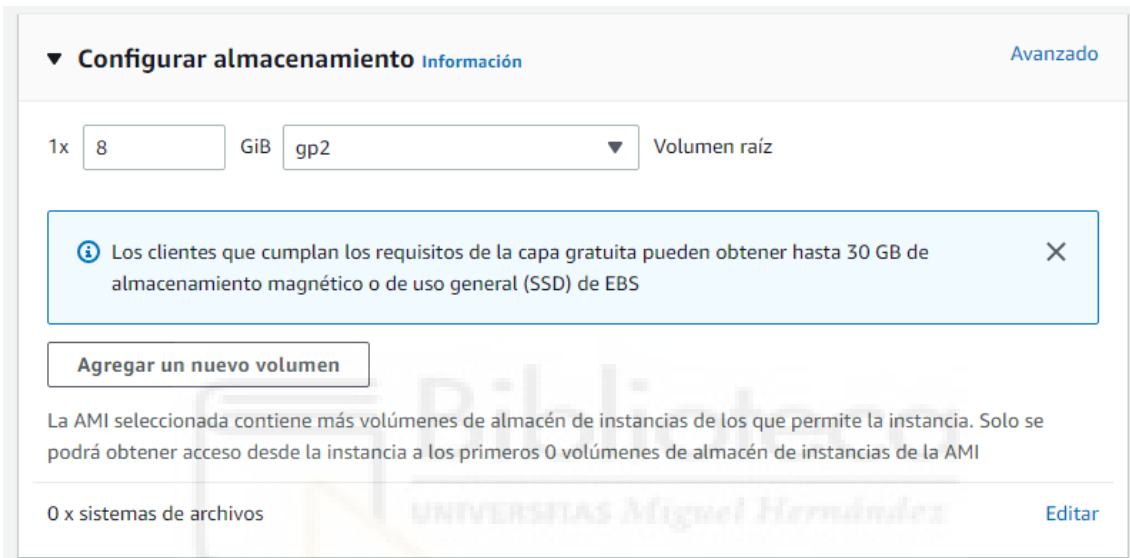 ▼ Configurar almacenamiento Información Avanzado
1x 8 GiB gp2 ▼ Volumen raíz
Los clientes que cumplan los requisitos de la capa gratuita pueden obtener hasta 30 GB de
almacenamiento magnético o de uso general (SSD) de EBS
Agregar un nuevo volumen
La AMI seleccionada contiene más volúmenes de almacén de instancias de los que permite la instancia. Solo se
podrá obtener acceso desde la instancia a los primeros 0 volúmenes de almacén de instancias de la AMI
0 x sistemas de archivos Editar
Biblioteca
UNIVERSITAS Miguel Hernández